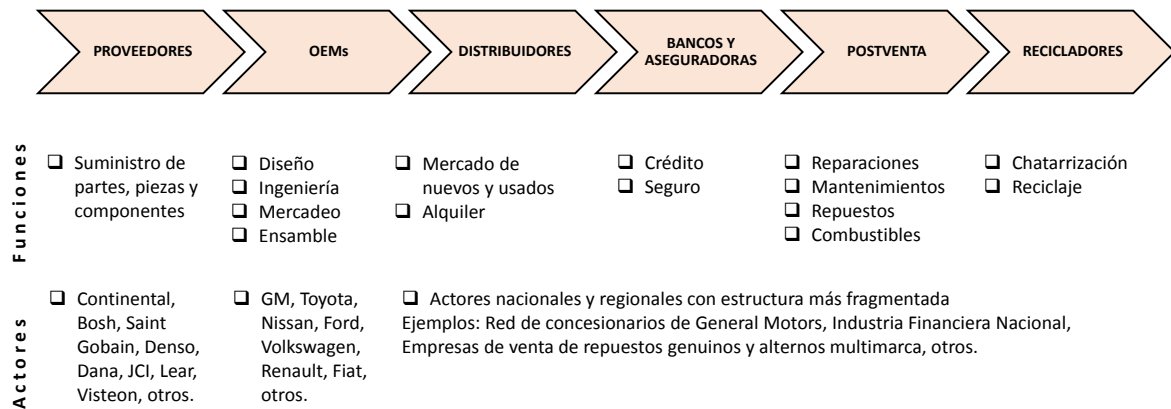 PROVEEDORES
OEMs
DISTRIBUIDORES
BANCOS Y
ASEGURADORAS
POSTVENTA
RECICLADORES
Funciones
❑ Suministro de
partes, piezas y
componentes
❑ Diseño
❑ Ingeniería
❑ Mercadeo
❑ Ensamble
❑ Mercado de
nuevos y usados
❑ Alquiler
❑ Crédito
❑ Seguro
❑ Reparaciones
❑ Mantenimientos
❑ Repuestos
❑ Combustibles
❑ Chatarrización
❑ Reciclaje
Actores
❑ Continental,
Bosh, Saint
Gobain, Denso,
Dana, JCI, Lear,
Visteon, otros.
❑ GM, Toyota,
Nissan, Ford,
Volkswagen,
Renault, Fiat,
otros.
❑ Actores nacionales y regionales con estructura más fragmentada
Ejemplos: Red de concesionarios de General Motors, Industria Financiera Nacional,
Empresas de venta de repuestos genuinos y alternos multimarca, otros.